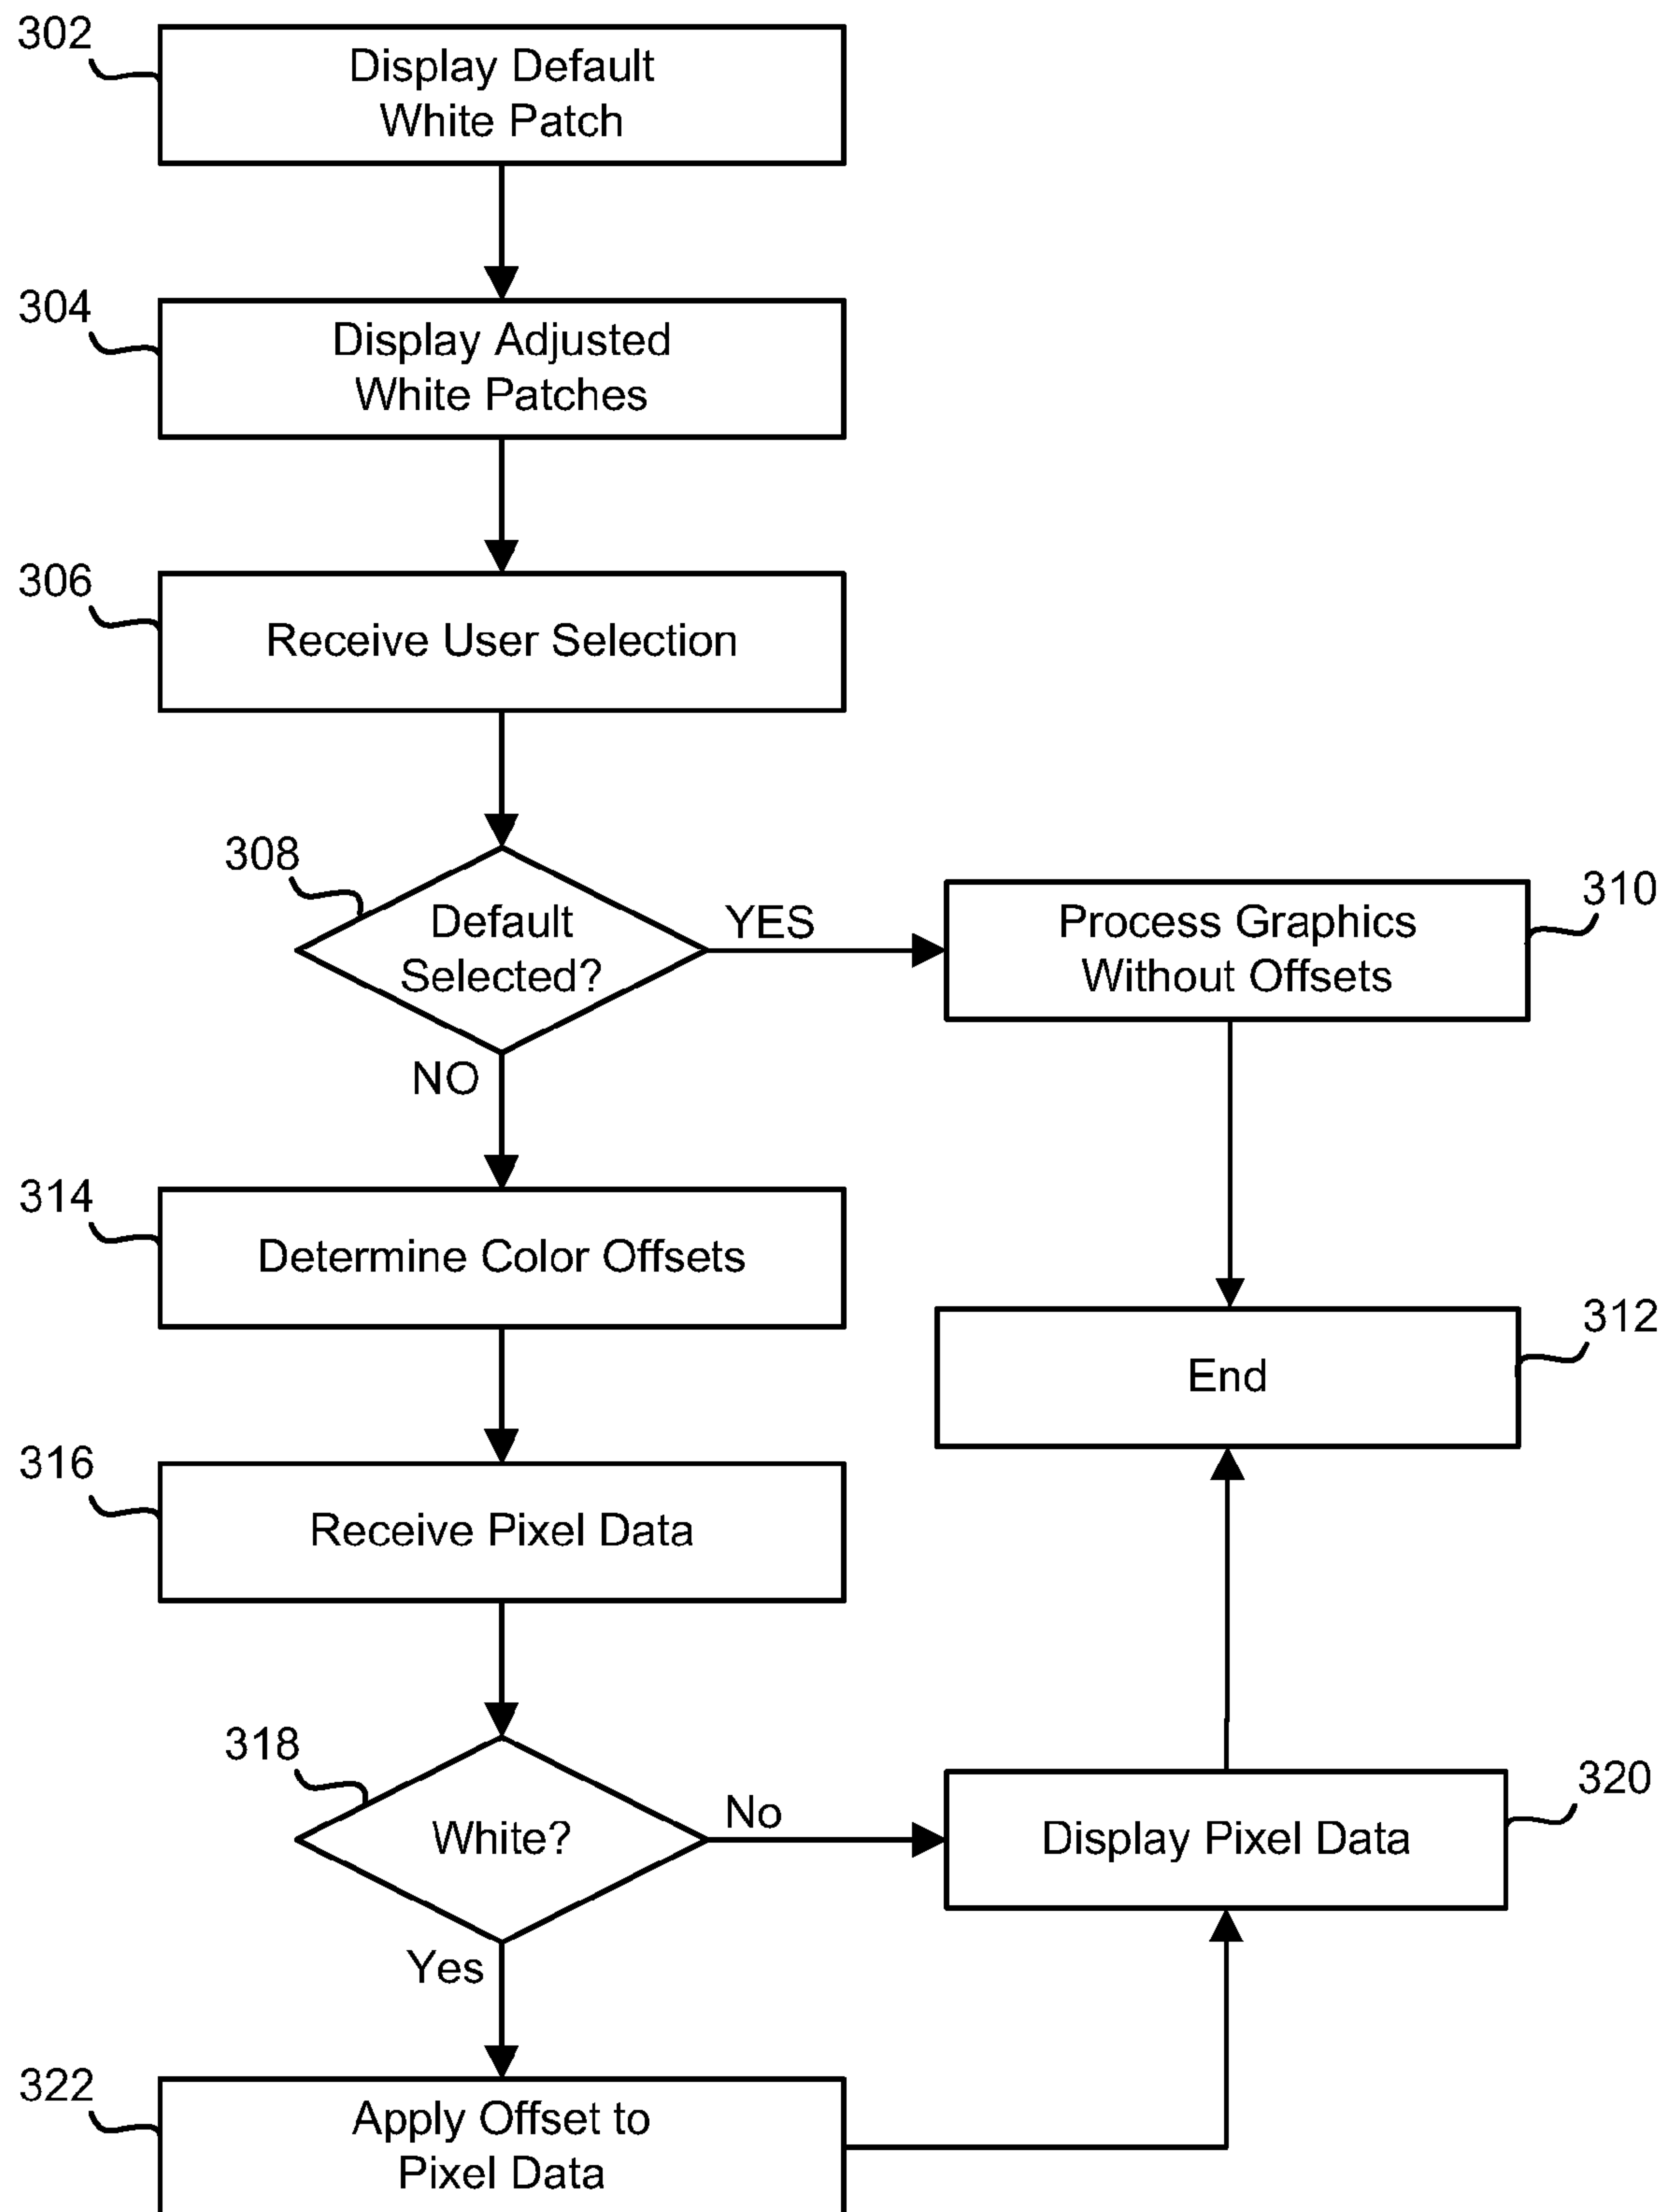 302
Display Default
White Patch
304
Display Adjusted
White Patches
306
Receive User Selection
308
Default
Selected?
YES
310
Process Graphics
Without Offsets
NO
314
Determine Color Offsets
312
End
316
Receive Pixel Data
318
White?
No
320
Display Pixel Data
Yes
322
Apply Offset to
Pixel Data